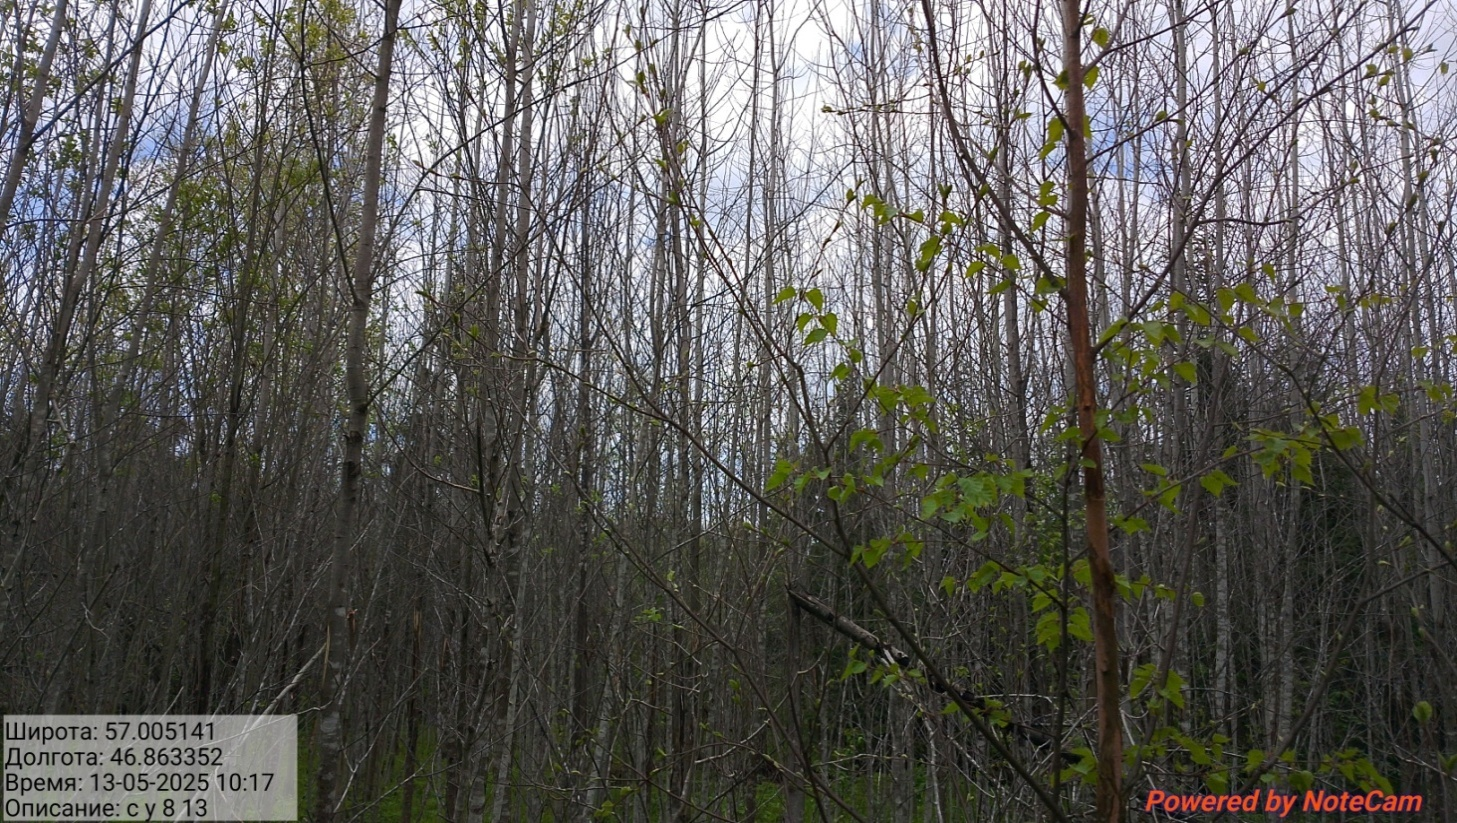 Широта: 57.005141
Долгота: 46.863352
Время: 13-05-2025 10:17
Описание: с у 8 13
Powered by NoteCam